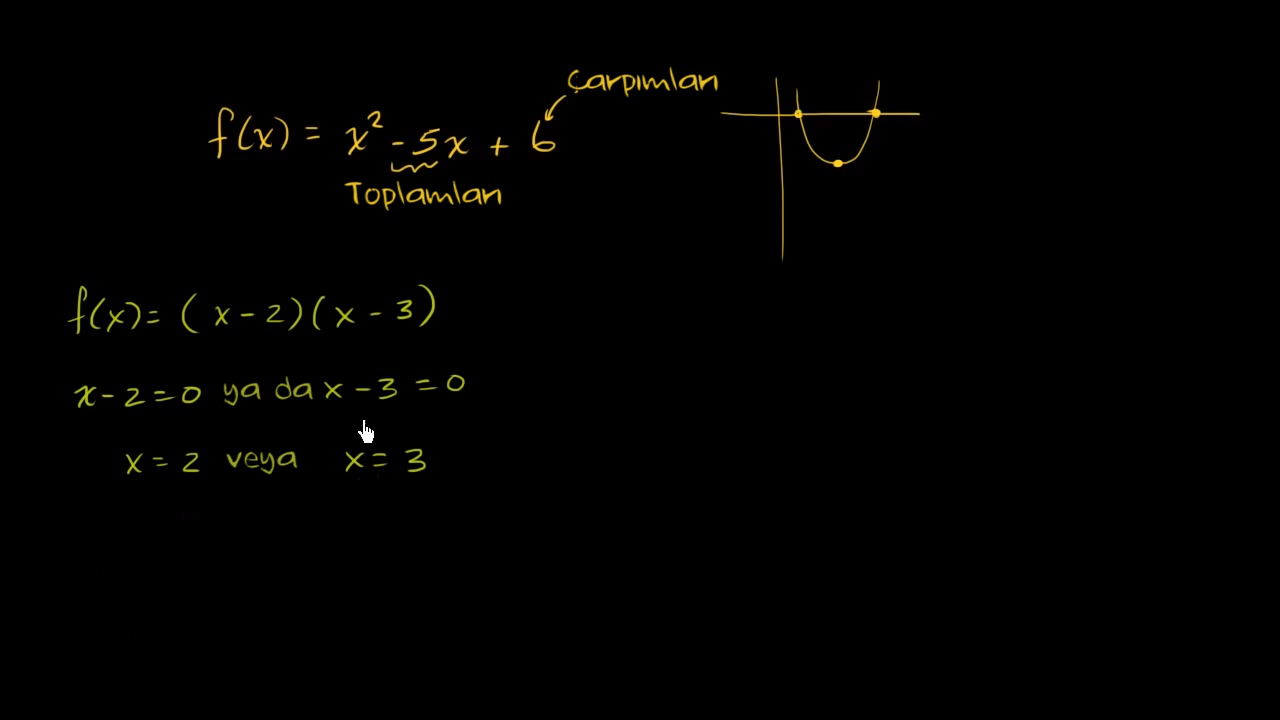 Çarpımları
f(x) = x² - 5x + 6
Toplamları
f(x) = (x - 2)(x - 3)
x - 2 = 0 ya da x - 3 = 0
x = 2 veya x = 3